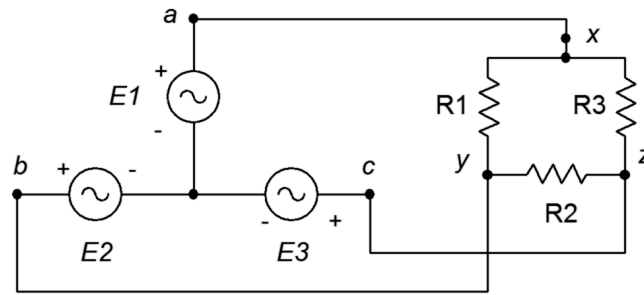 a
x
+
E1
-
R1
R3
b
+
-
c
y
z
-
+
R2
E2
E3